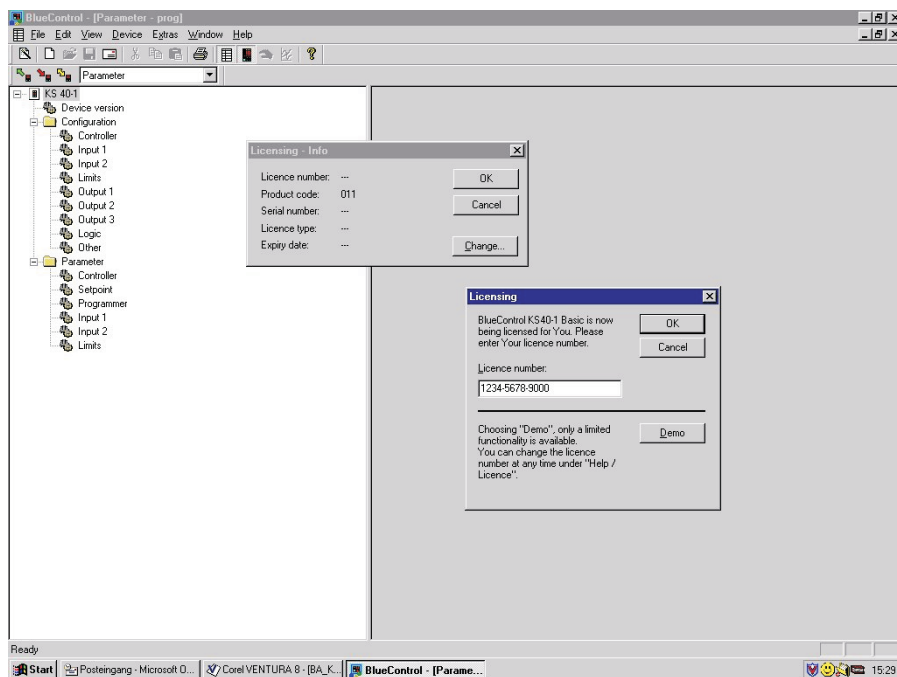 BlueControl - [Parameter - prog]
File Edit View Device Extras Window Help
Parameter
KS 40-1
Device version
Configuration
Controller
Input 1
Input 2
Limits
Output 1
Output 2
Output 3
Logic
Other
Parameter
Controller
Setpoint
Programmer
Input 1
Input 2
Limits
Licensing - Info
Licence number: ---
Product code: 011
Serial number: ---
Licence type: ---
Expiry date: ---
OK
Cancel
Change...
Licensing
BlueControl KS40-1 Basic is now
being licensed for You. Please
enter Your licence number.
OK
Cancel
Licence number:
1234-5678-9000
Choosing "Demo", only a limited
functionality is available.
You can change the licence
number at any time under "Help /
Licence".
Demo
Ready
Start
Posteingang - Microsoft O...
Corel VENTURA 8 - [BA_K...
BlueControl - [Parame...
15:29